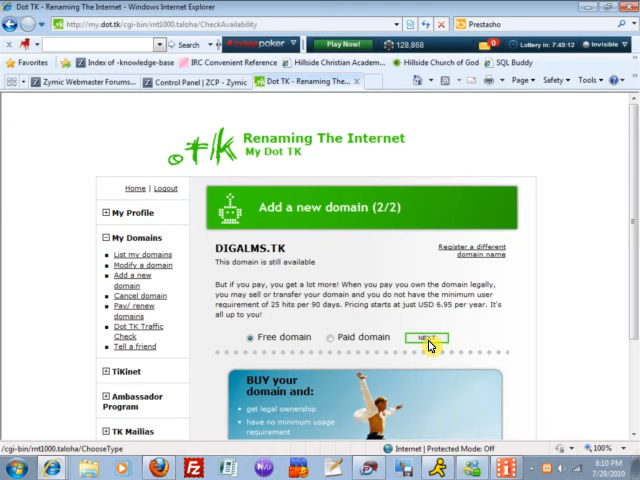 Dot TK - Renaming The Internet - Windows Internet Explorer
http://my.dot.tk/cgi-bin/rnt1000.taloha/CheckAvailability
Prestasho
Search
poker
Play Now!
128,868
0
Lottery in: 7:49:12
Invisible
Favorites
Index of -knowledge-base
IRC Convenient Reference
Hillside Christian Academ...
Hillside Church of God
SQL Buddy
Zymic Webmaster Forums...
Control Panel | ZCP - Zymic
Dot TK - Renaming The...
Page
Safety
Tools
.tk
Renaming The Internet
My Dot TK
Home | Logout
My Profile
My Domains
List my domains
Modify a domain
Add a new
domain
Cancel domain
Pay/ renew
domains
Dot TK Traffic
Check
Tell a friend
TiKinet
Ambassador
Program
TK Mailias
Add a new domain (2/2)
DIGALMS.TK
This domain is still available
Register a different
domain name
But if you pay, you get a lot more! When you pay you own the domain legally,
you may sell or transfer your domain and you do not have the minimum user
requirement of 25 hits per 90 days. Pricing starts at just USD 6.95 per year. It's
all up to you!
Free domain
Paid domain
NEXT
BUY your
domain and:
get legal ownership
have no minimum usage
requirement
/cgi-bin/rnt1000.taloha/ChooseType
Internet | Protected Mode: Off
100%
8:10 PM
7/29/2010